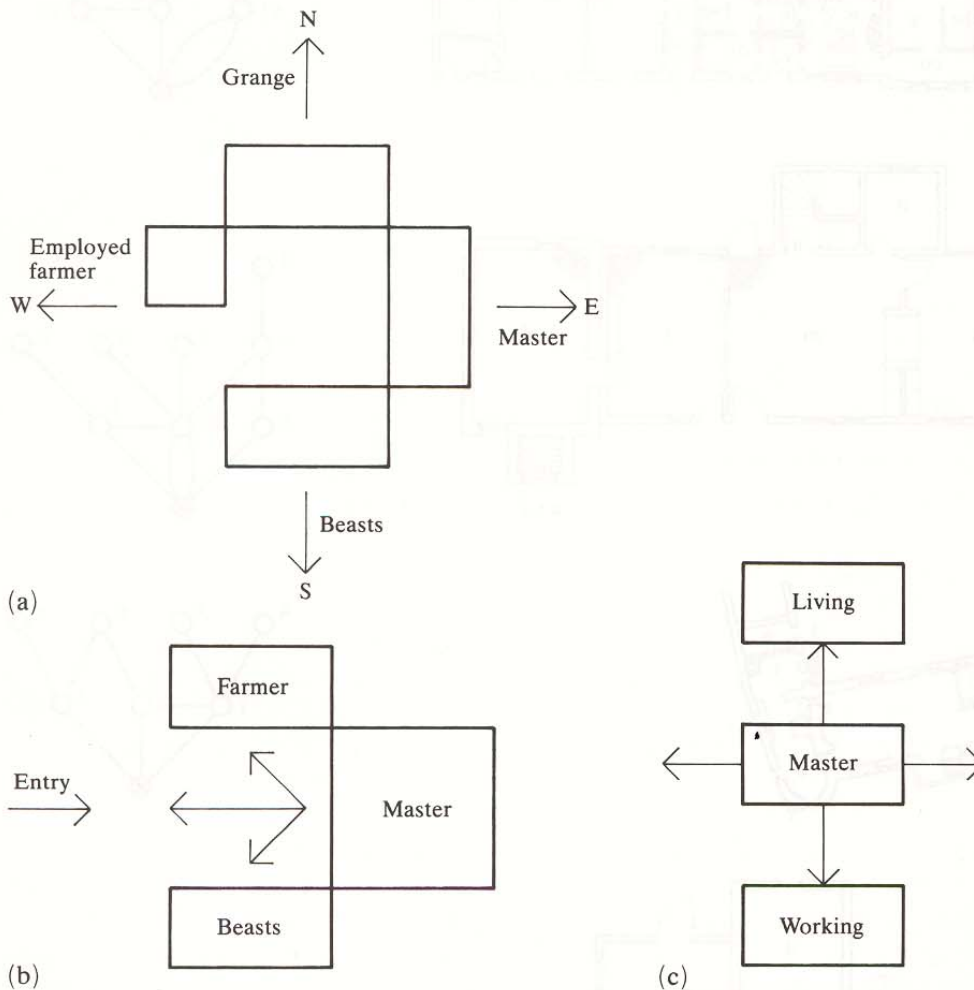 N
Grange
Employed
farmer
W
E
Master
Beasts
S
(a)
Farmer
Entry
Master
Beasts
(b)
Living
Master
Working
(c)